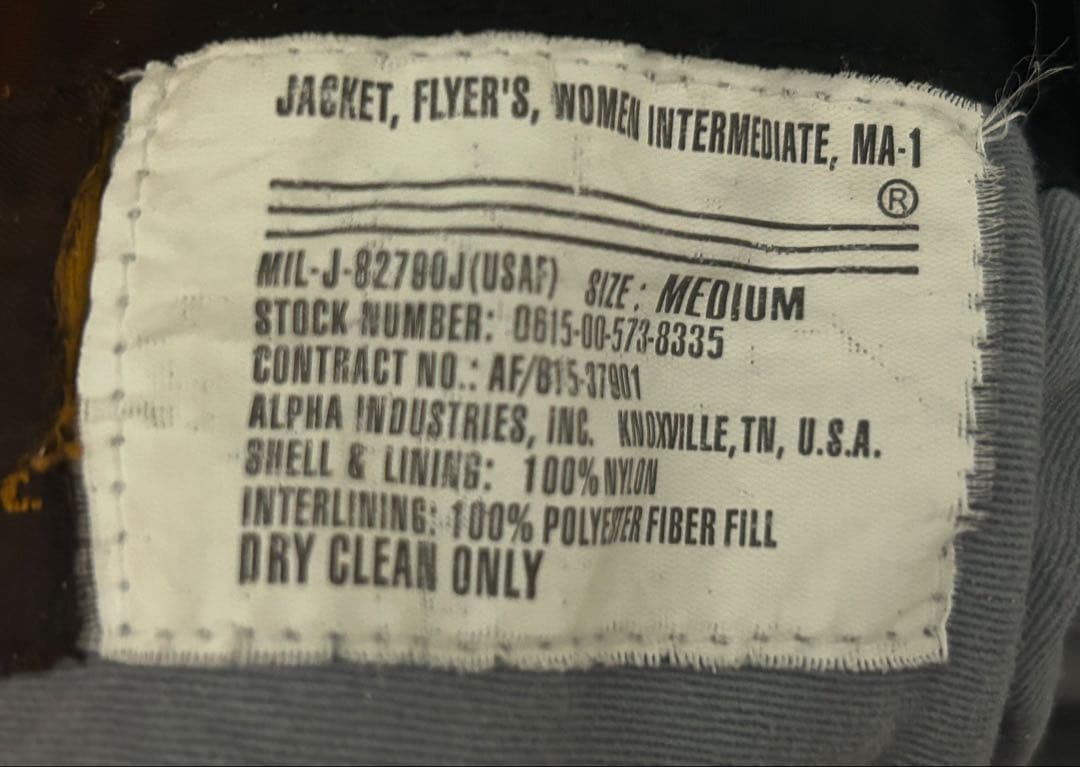 JACKET, FLYER'S, WOMEN INTERMEDIATE, MA-1
®
MIL-J-82790J(USAF) SIZE: MEDIUM
STOCK NUMBER: 0615-00-573-8335
CONTRACT NO.: AF/815-37901
ALPHA INDUSTRIES, INC. KNOXVILLE, TN, U.S.A.
SHELL & LINING: 100% NYLON
INTERLINING: 100% POLYESTER FIBER FILL
DRY CLEAN ONLY
C.